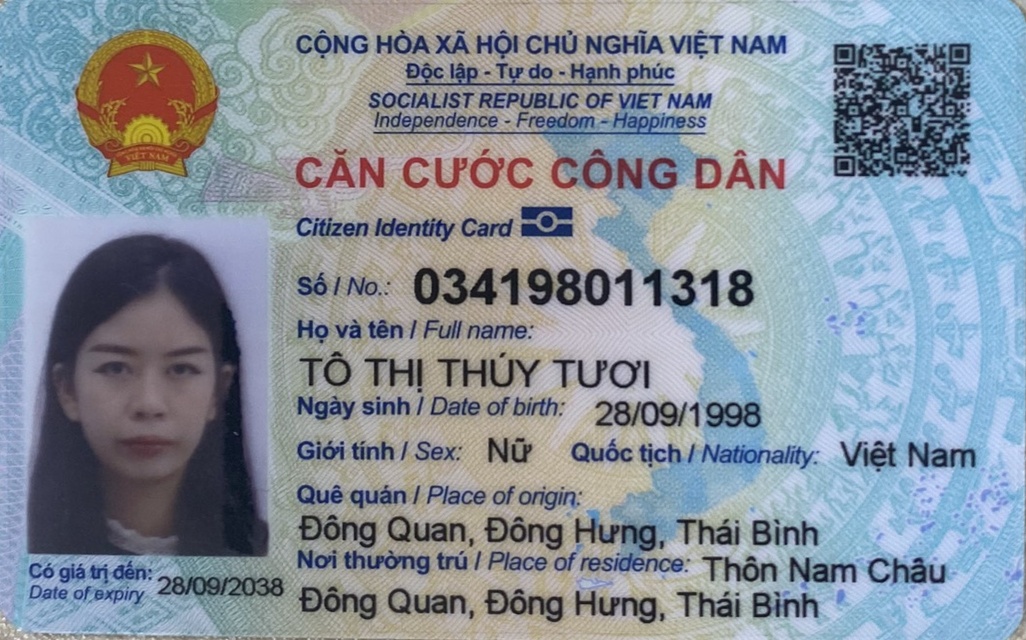 CỘNG HÒA XÃ HỘI CHỦ NGHĨA VIỆT NAM
Độc lập - Tự do - Hạnh phúc
SOCIALIST REPUBLIC OF VIET NAM
Independence - Freedom - Happiness
VIỆT NAM
CĂN CƯỚC CÔNG DÂN
Citizen Identity Card
Số / No.: 034198011318
Họ và tên / Full name:
TÔ THỊ THÚY TƯƠI
Ngày sinh / Date of birth: 28/09/1998
Giới tính / Sex: Nữ Quốc tịch / Nationality: Việt Nam
Quê quán / Place of origin:
Đông Quan, Đông Hưng, Thái Bình
Nơi thường trú / Place of residence: Thôn Nam Châu
Đông Quan, Đông Hưng, Thái Bình
Có giá trị đến: 28/09/2038
Date of expiry